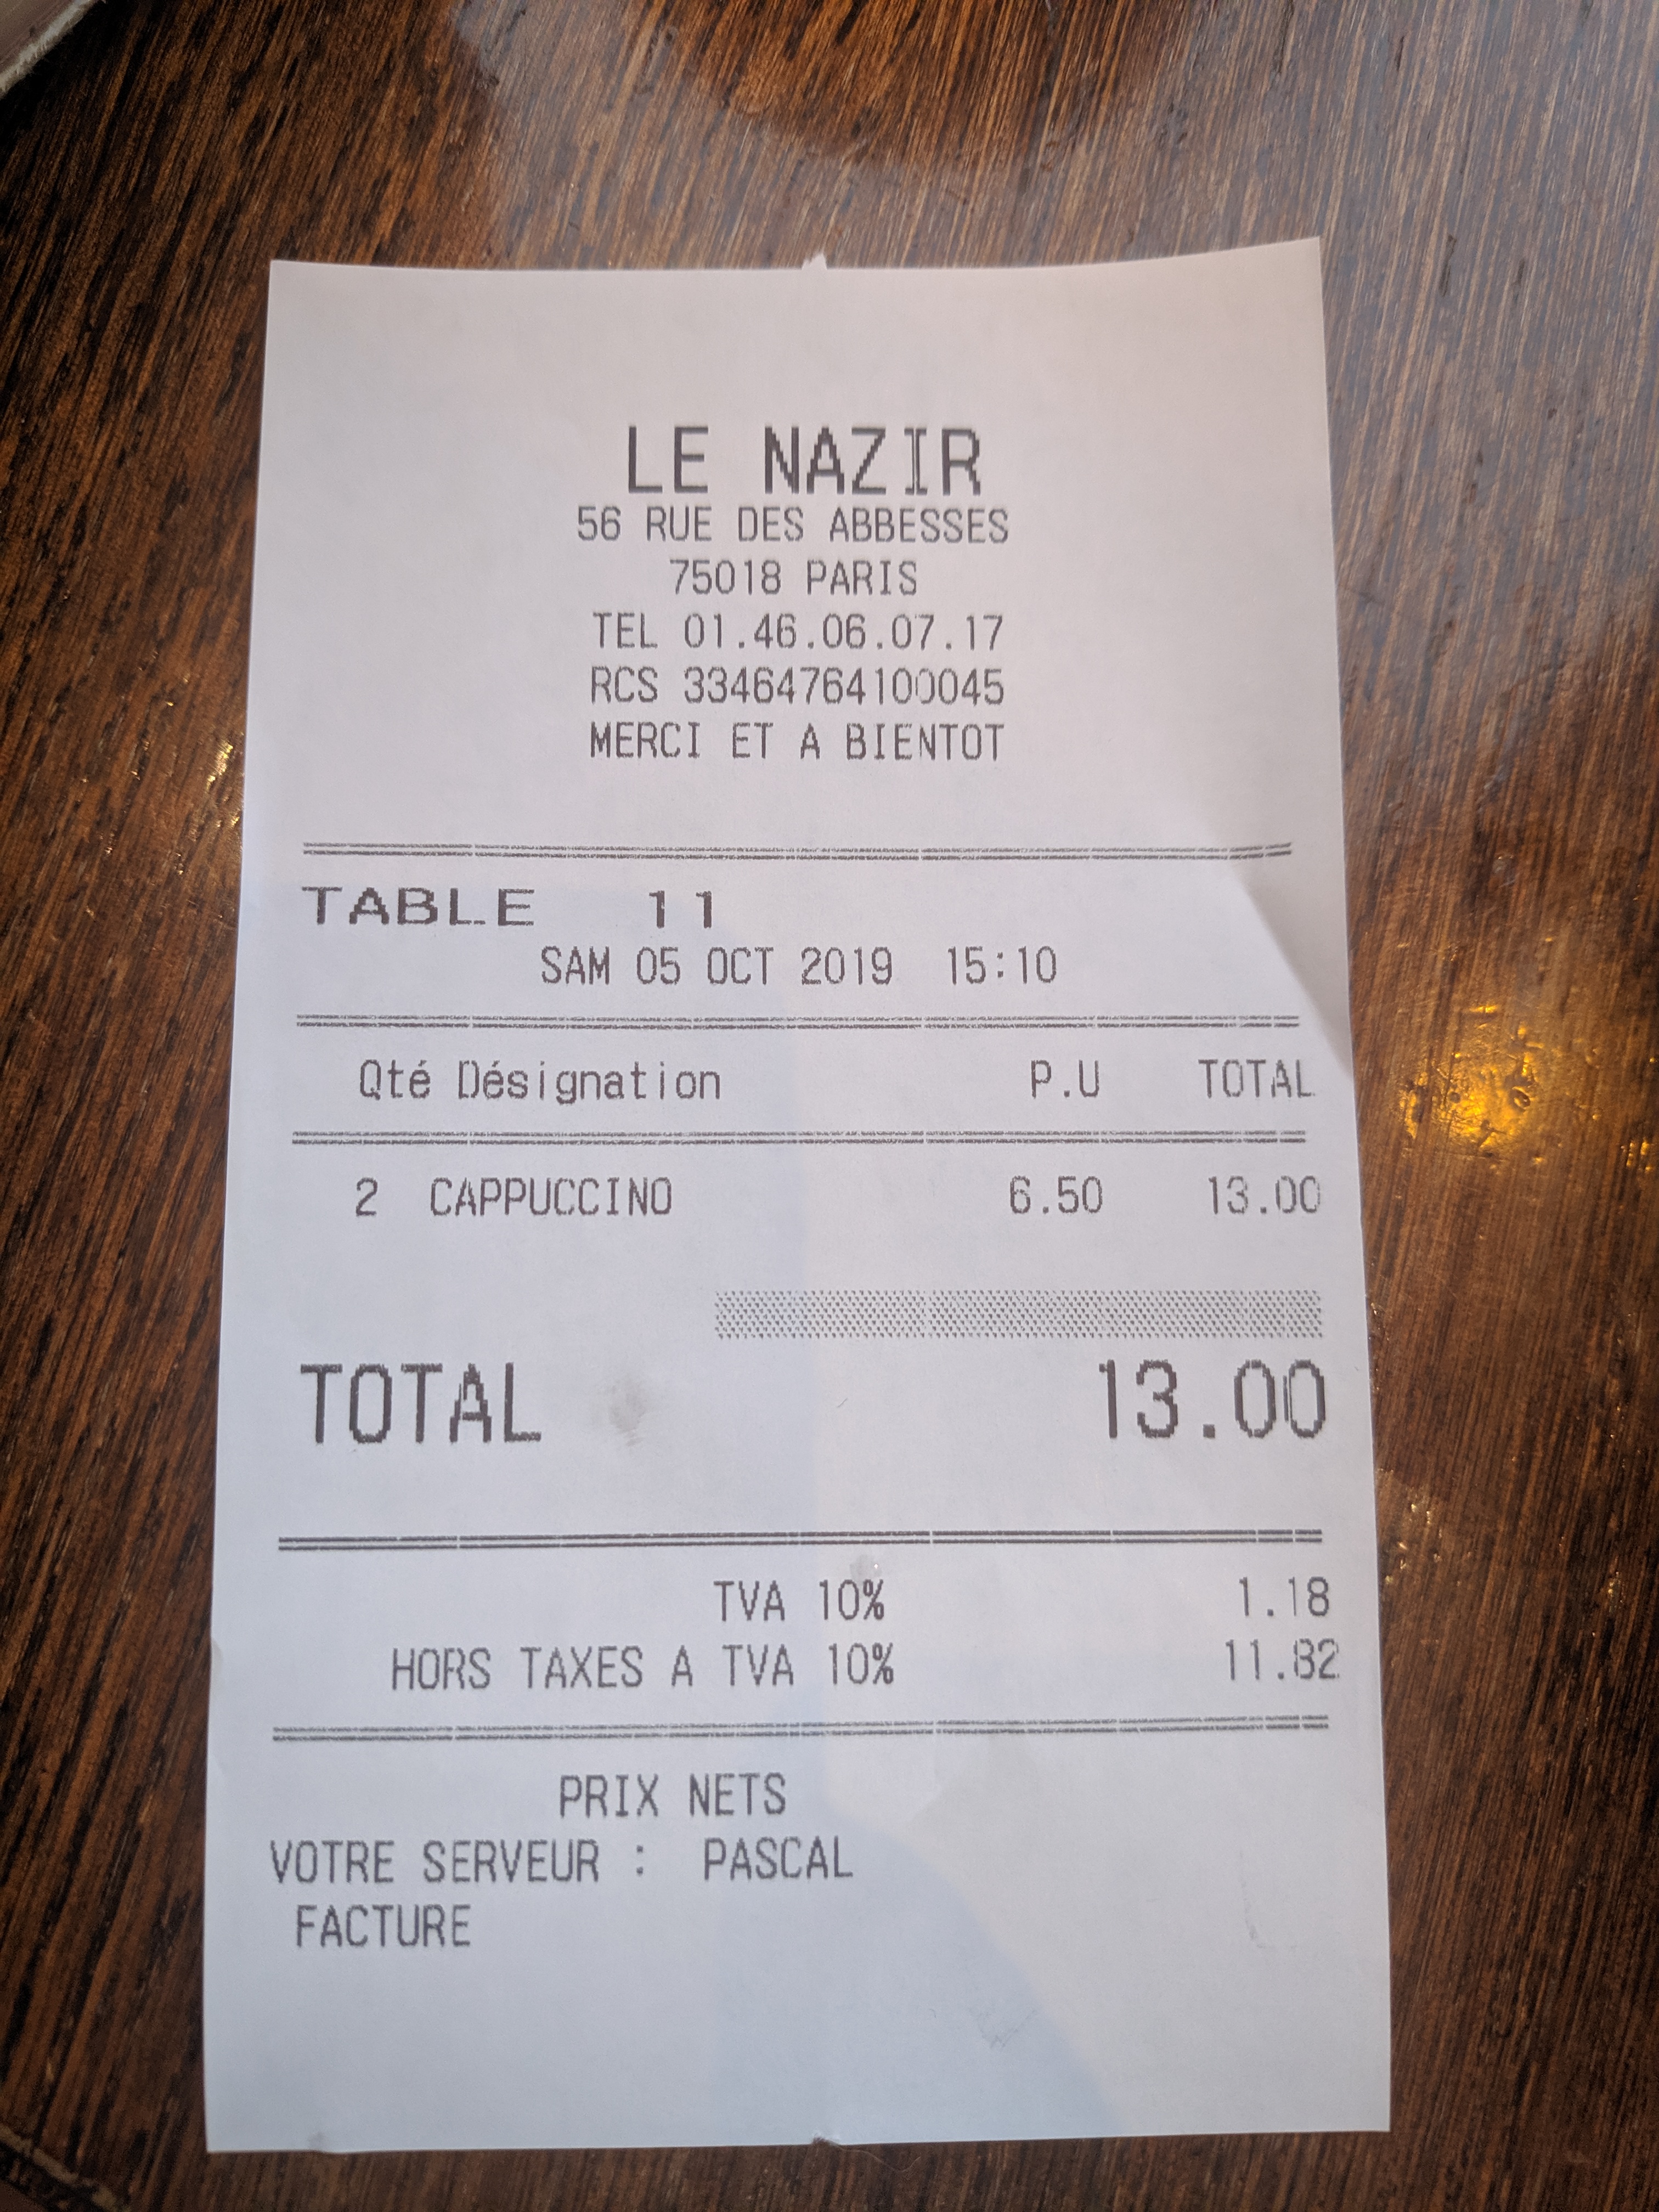 LE NAZIR
56 RUE DES ABBESSES
75018 PARIS
TEL 01.46.06.07.17
RCS 33464764100045
MERCI ET A BIENTOT
TABLE 11
SAM 05 OCT 2019 15:10
Qté Désignation P.U TOTAL
2 CAPPUCCINO 6.50 13.00
TOTAL 13.00
TVA 10% 1.18
HORS TAXES A TVA 10% 11.82
PRIX NETS
VOTRE SERVEUR : PASCAL
FACTURE